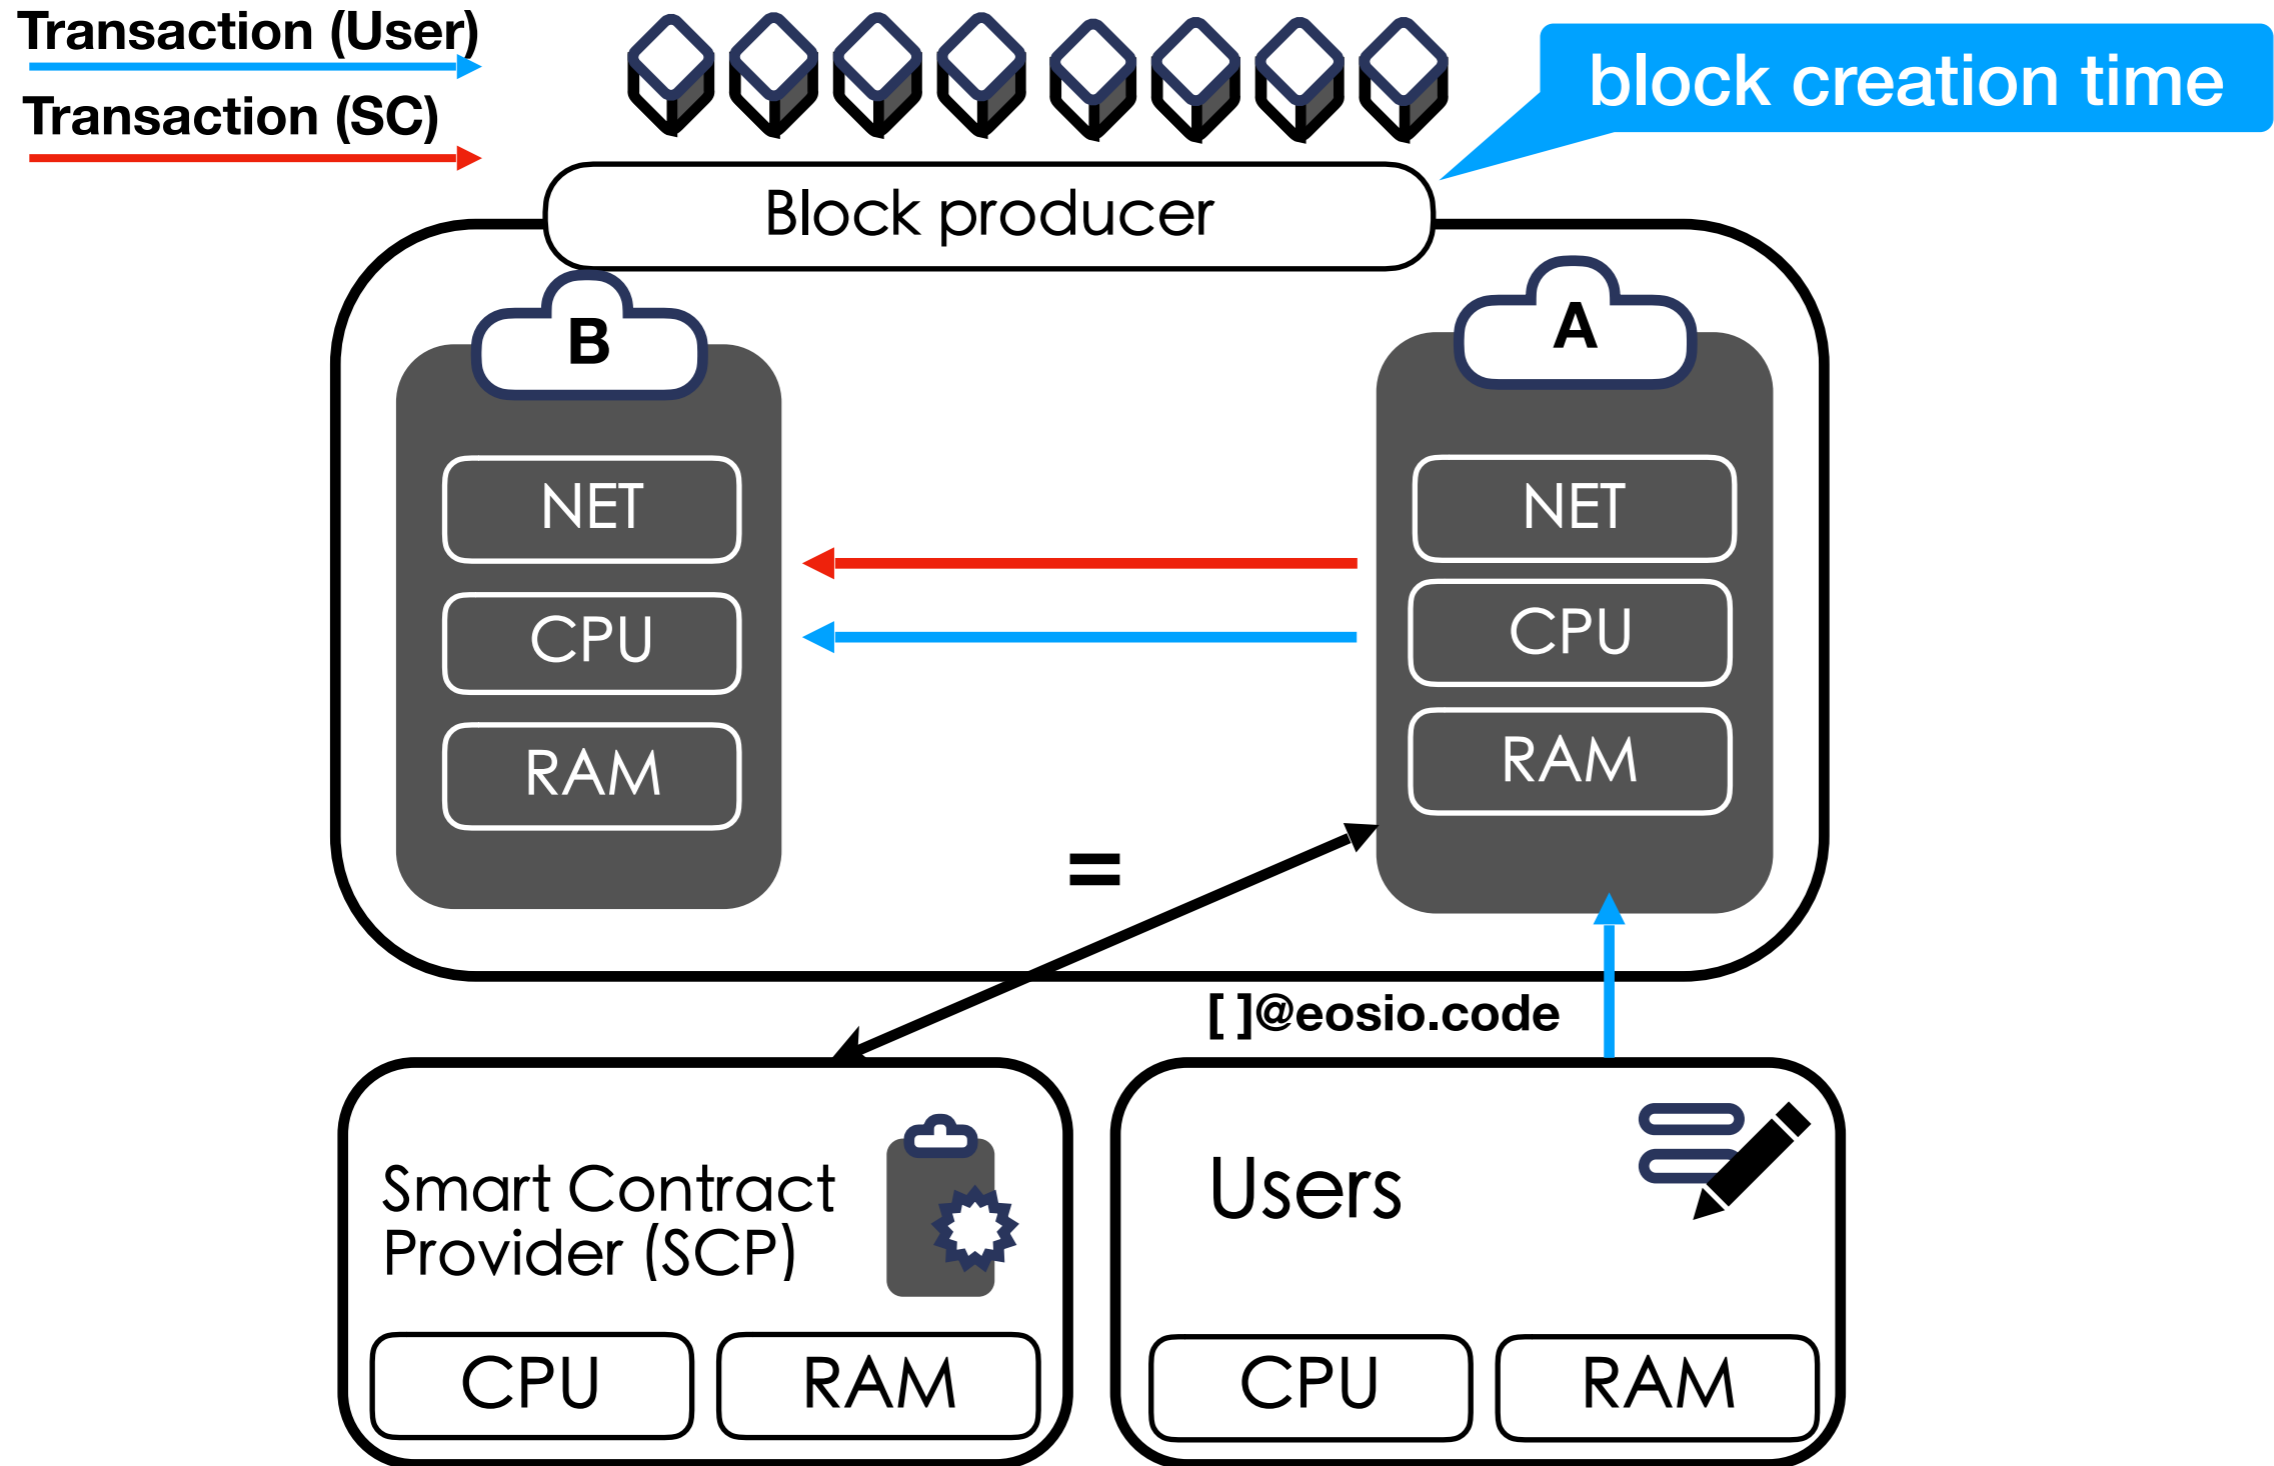 Transaction (User)
Transaction (SC)
block creation time
Block producer
B
A
NET
CPU
RAM
NET
CPU
RAM
=
[ ]@eosio.code
Smart Contract
Provider (SCP)
CPU
RAM
Users
CPU
RAM